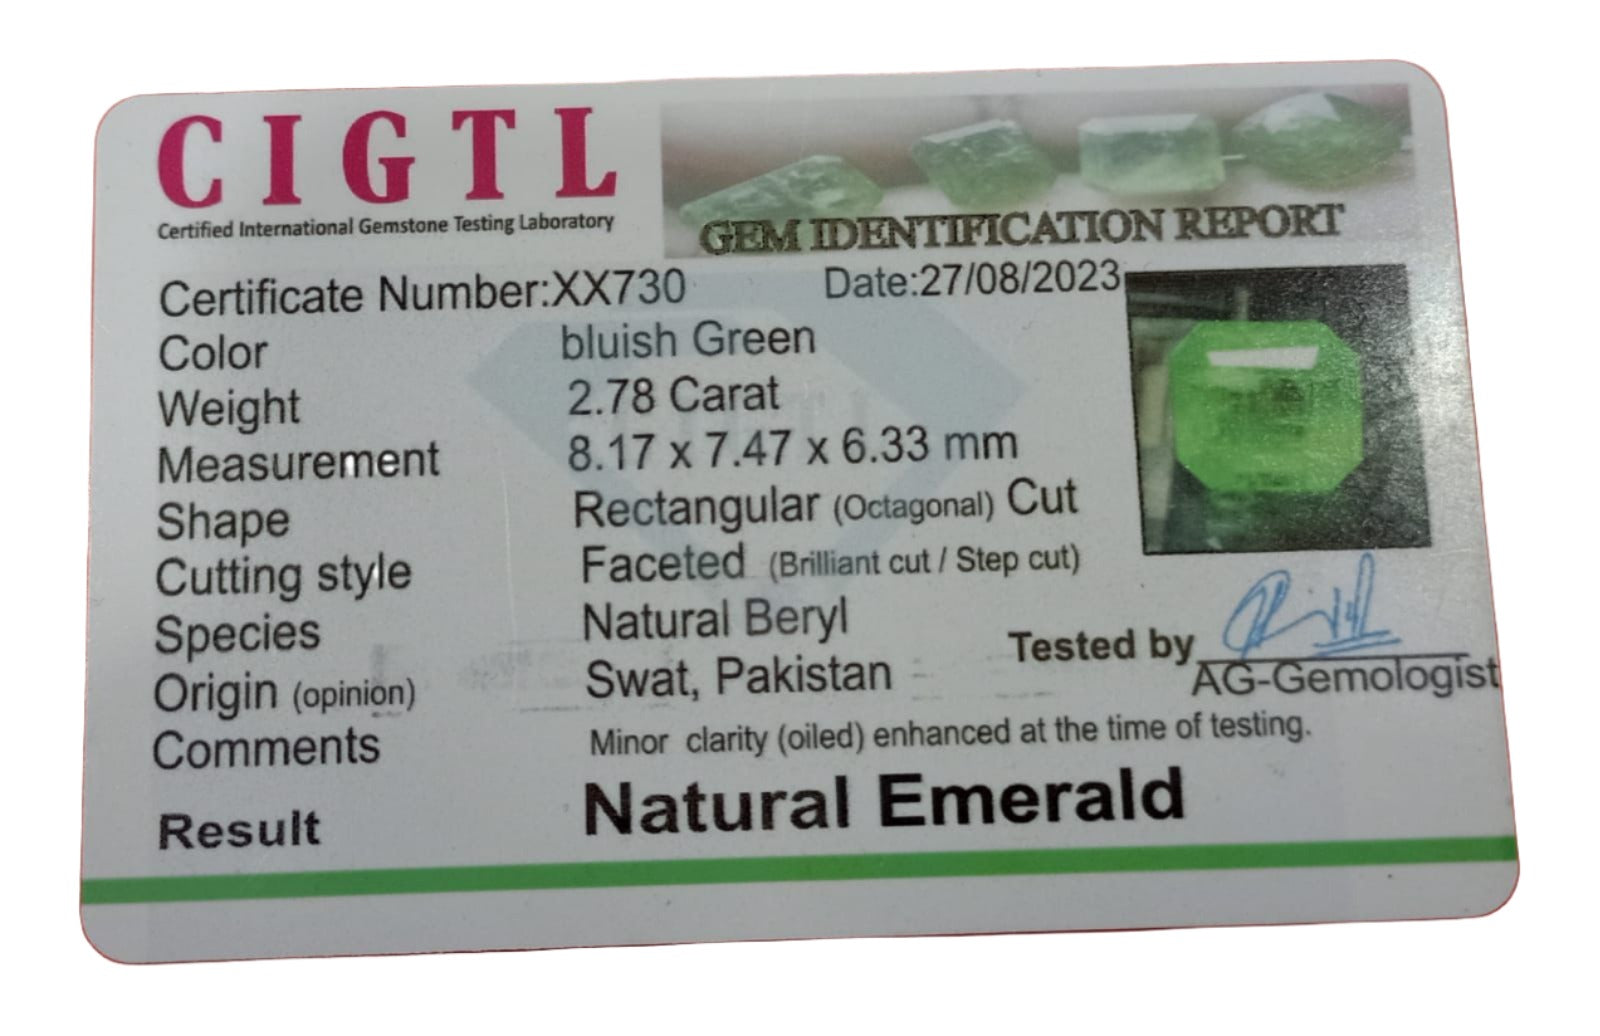 CIGTL
Certified International Gemstone Testing Laboratory
GEM IDENTIFICATION REPORT
Certificate Number:XX730 Date:27/08/2023
Color bluish Green
Weight 2.78 Carat
Measurement 8.17 x 7.47 x 6.33 mm
Shape Rectangular (Octagonal) Cut
Cutting style Faceted (Brilliant cut / Step cut)
Species Natural Beryl
Origin (opinion) Swat, Pakistan
Tested by
AG-Gemologist
Comments Minor clarity (oiled) enhanced at the time of testing.
Result Natural Emerald